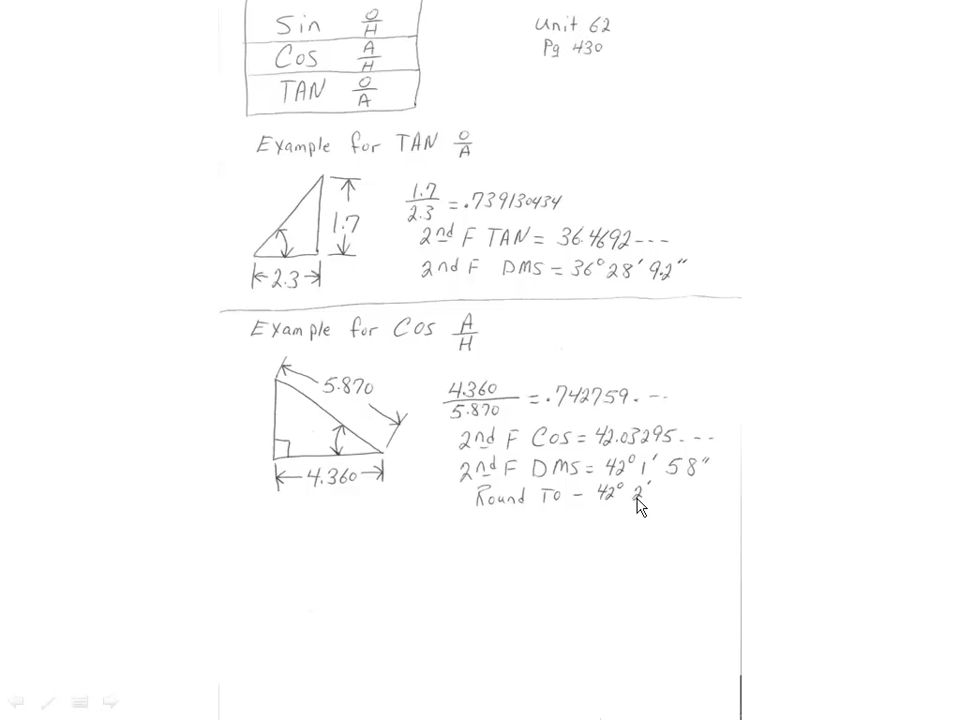 Sin O/H
Cos A/H
TAN O/A
Unit 62
Pg 430
Example for TAN O/A
1.7
2.3
1.7/2.3 = .739130434
2nd F TAN = 36.4692---
2nd F DMS = 36° 28' 9.2"
Example for Cos A/H
5.870
4.360
4.360/5.870 = .742759. --
2nd F Cos = 42.03295. --
2nd F DMS = 42° 1' 58"
Round To - 42° 2'